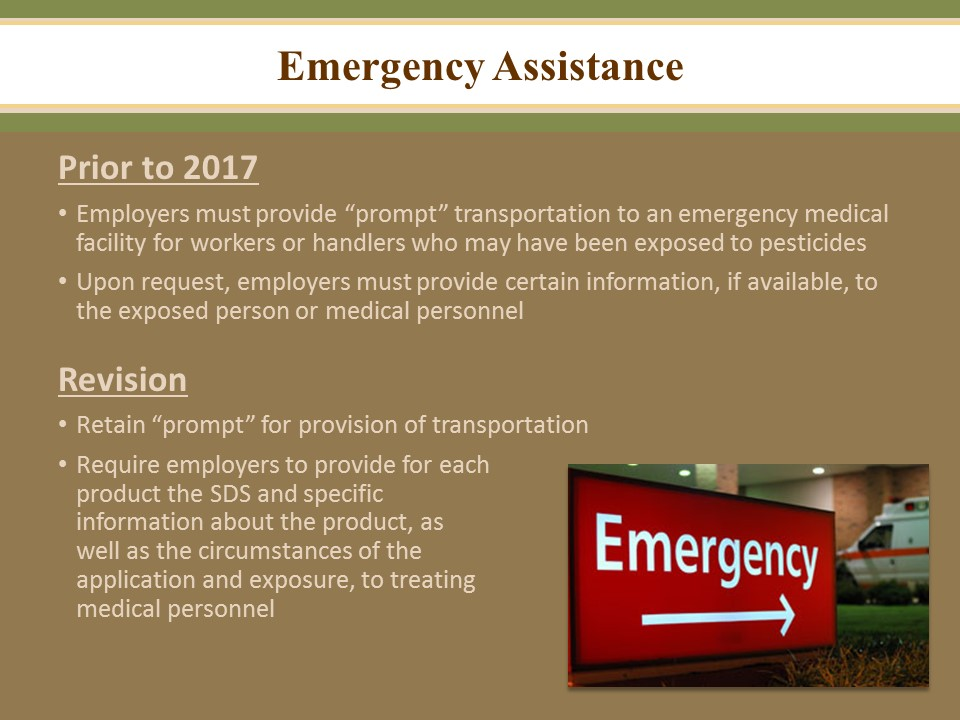 Emergency Assistance
Prior to 2017
• Employers must provide “prompt” transportation to an emergency medical
facility for workers or handlers who may have been exposed to pesticides
• Upon request, employers must provide certain information, if available, to
the exposed person or medical personnel
Revision
• Retain “prompt” for provision of transportation
• Require employers to provide for each
product the SDS and specific
information about the product, as
well as the circumstances of the
application and exposure, to treating
medical personnel
Emergency